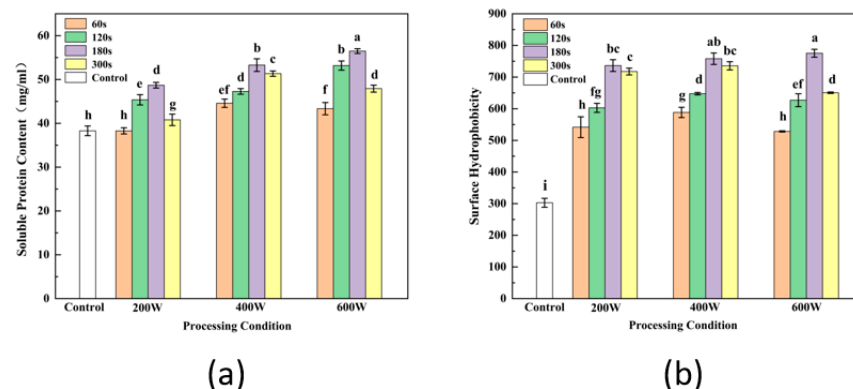 60s
120s
180s
300s
Control
Soluble Protein Content（mg/ml）
60
50
40
30
20
10
0
h
h
e
d
g
ef
d
b
c
f
b
a
d
Control 200W 400W 600W
Processing Condition
(a)
60s
120s
180s
300s
Control
Surface Hydrophobicity
900
800
700
600
500
400
300
200
100
0
i
h
fg
bc
c
g
d
ab
bc
h
ef
a
d
Control 200W 400W 600W
Processing Condition
(b)